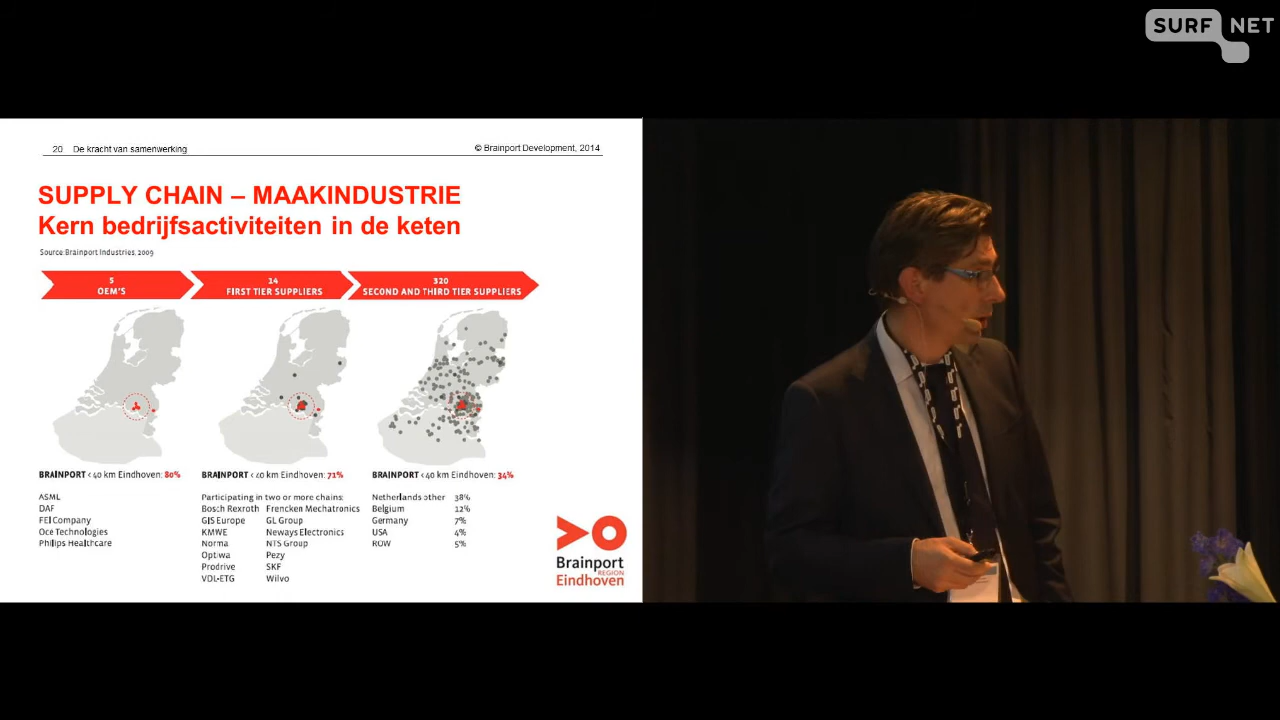 SURF NET
20 De kracht van samenwerking
© Brainport Development, 2014
SUPPLY CHAIN – MAAKINDUSTRIE
Kern bedrijfsactiviteiten in de keten
Source: Brainport Industries, 2009
5
OEM'S
14
FIRST TIER SUPPLIERS
320
SECOND AND THIRD TIER SUPPLIERS
BRAINPORT < 40 km Eindhoven: 80%
BRAINPORT < 40 km Eindhoven: 71%
BRAINPORT < 40 km Eindhoven: 34%
ASML
DAF
FEI Company
Océ Technologies
Philips Healthcare
Participating in two or more chains:
Bosch Rexroth Frencken Mechatronics
GIS Europe GL Group
KMWE Neways Electronics
Norma NTS Group
Optiwa Pezy
Prodrive SKF
VDL-ETG Wilvo
Netherlands other 38%
Belgium 12%
Germany 7%
USA 4%
ROW 5%
Brainport
REGION
Eindhoven